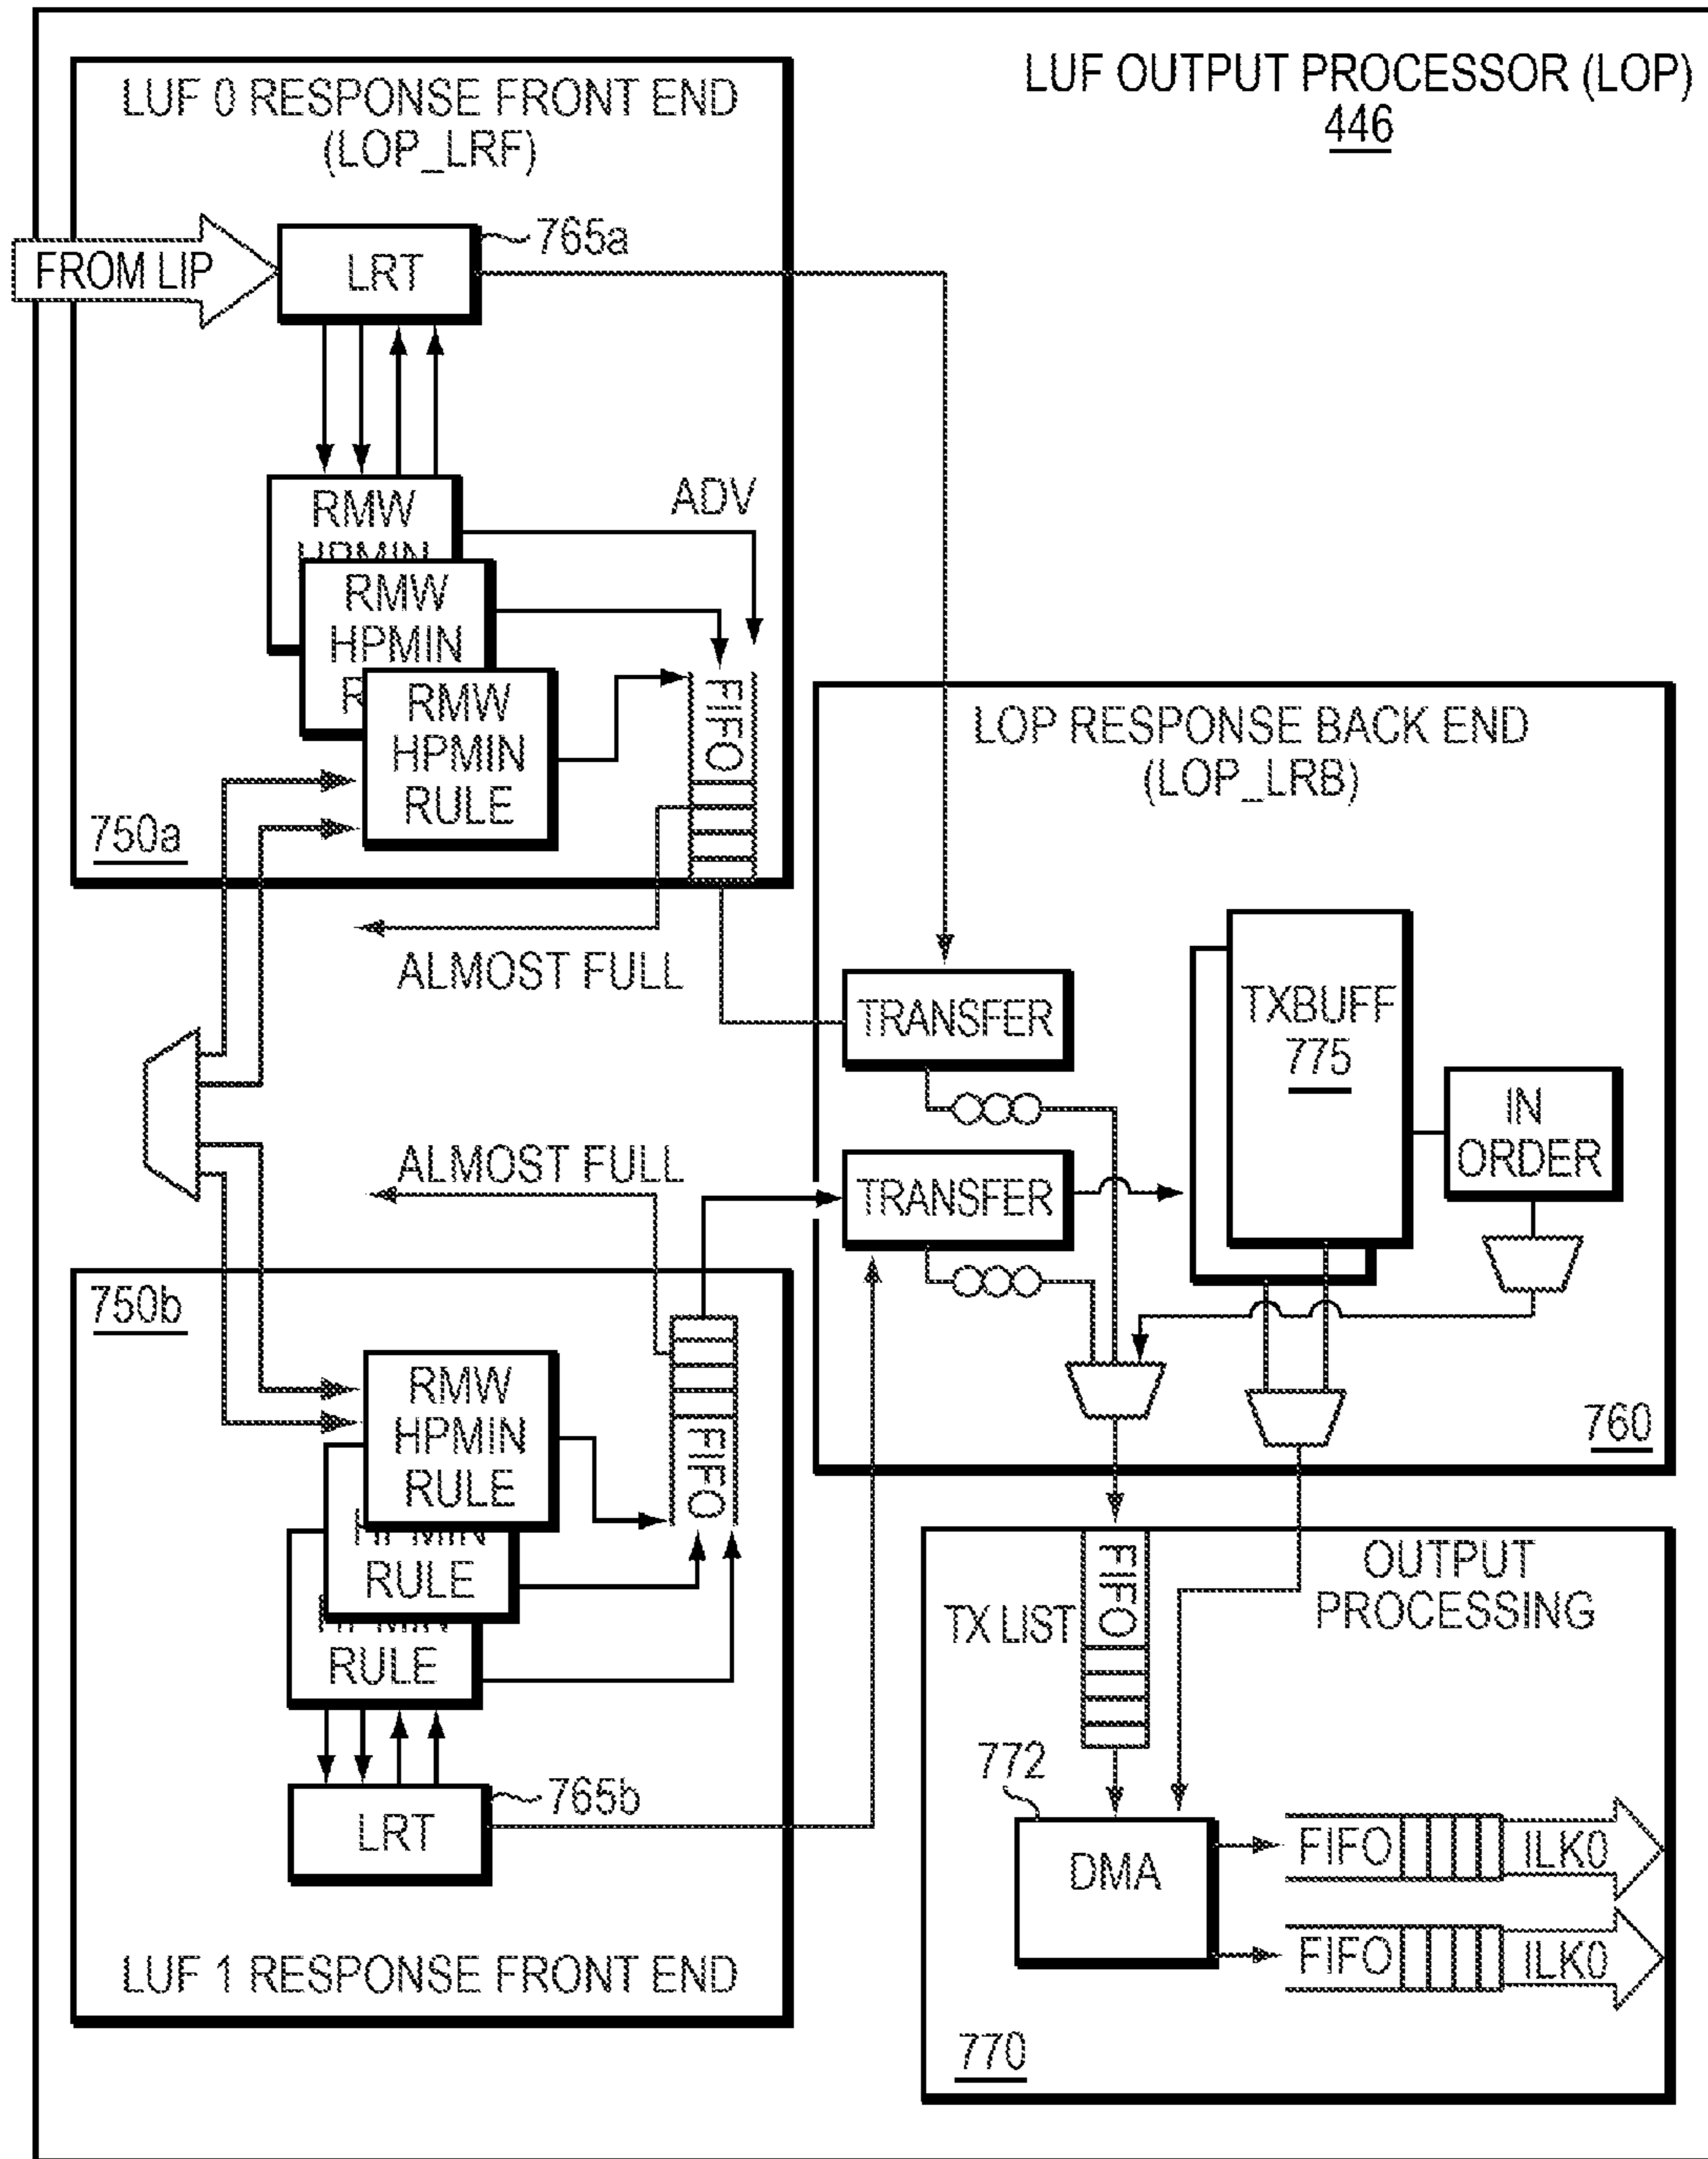 LUF OUTPUT PROCESSOR (LOP)
446
LUF 0 RESPONSE FRONT END
(LOP_LRF)
FROM LIP
LRT
765a
RMW
HPMIN
ADV
RMW
HPMIN
R
RMW
HPMIN
RULE
FIFO
750a
ALMOST FULL
LOP RESPONSE BACK END
(LOP_LRB)
TRANSFER
TXBUFF
775
IN
ORDER
ALMOST FULL
TRANSFER
760
750b
RMW
HPMIN
RULE
FIFO
HPMIN
RULE
HPMIN
RULE
LRT
765b
LUF 1 RESPONSE FRONT END
OUTPUT
PROCESSING
TX LIST
FIFO
772
DMA
FIFO
ILK0
FIFO
ILK0
770